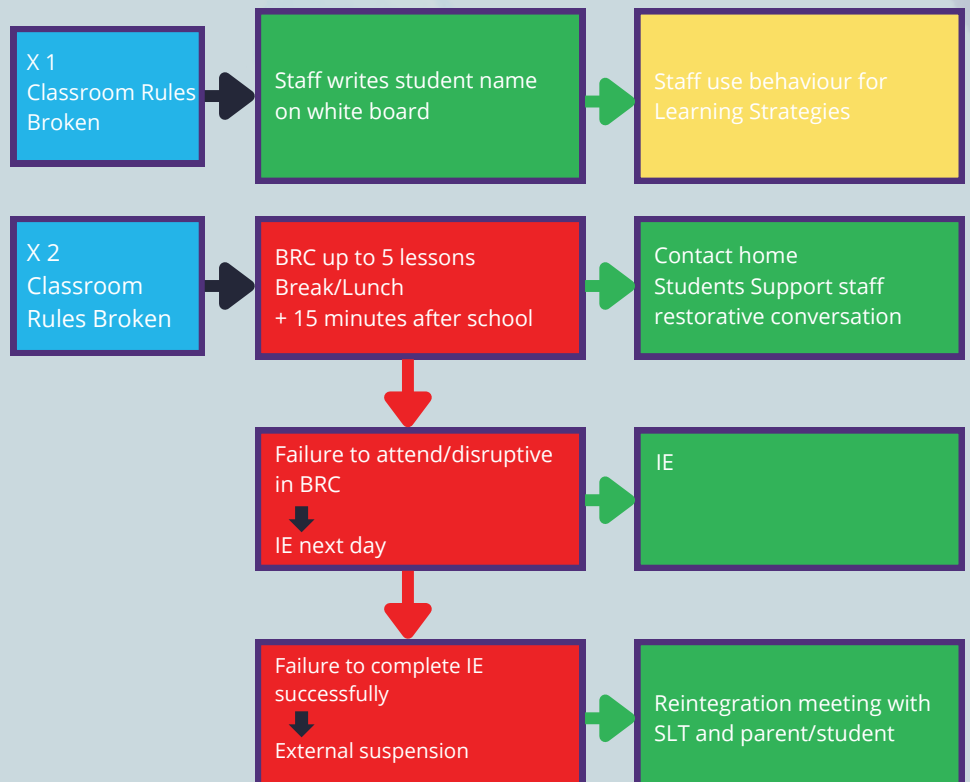 X 1
Classroom Rules
Broken
Staff writes student name
on white board
Staff use behaviour for
Learning Strategies
X 2
Classroom
Rules Broken
BRC up to 5 lessons
Break/Lunch
+ 15 minutes after school
Contact home
Students Support staff
restorative conversation
Failure to attend/disruptive
in BRC
IE next day
IE
Failure to complete IE
successfully
External suspension
Reintegration meeting with
SLT and parent/student